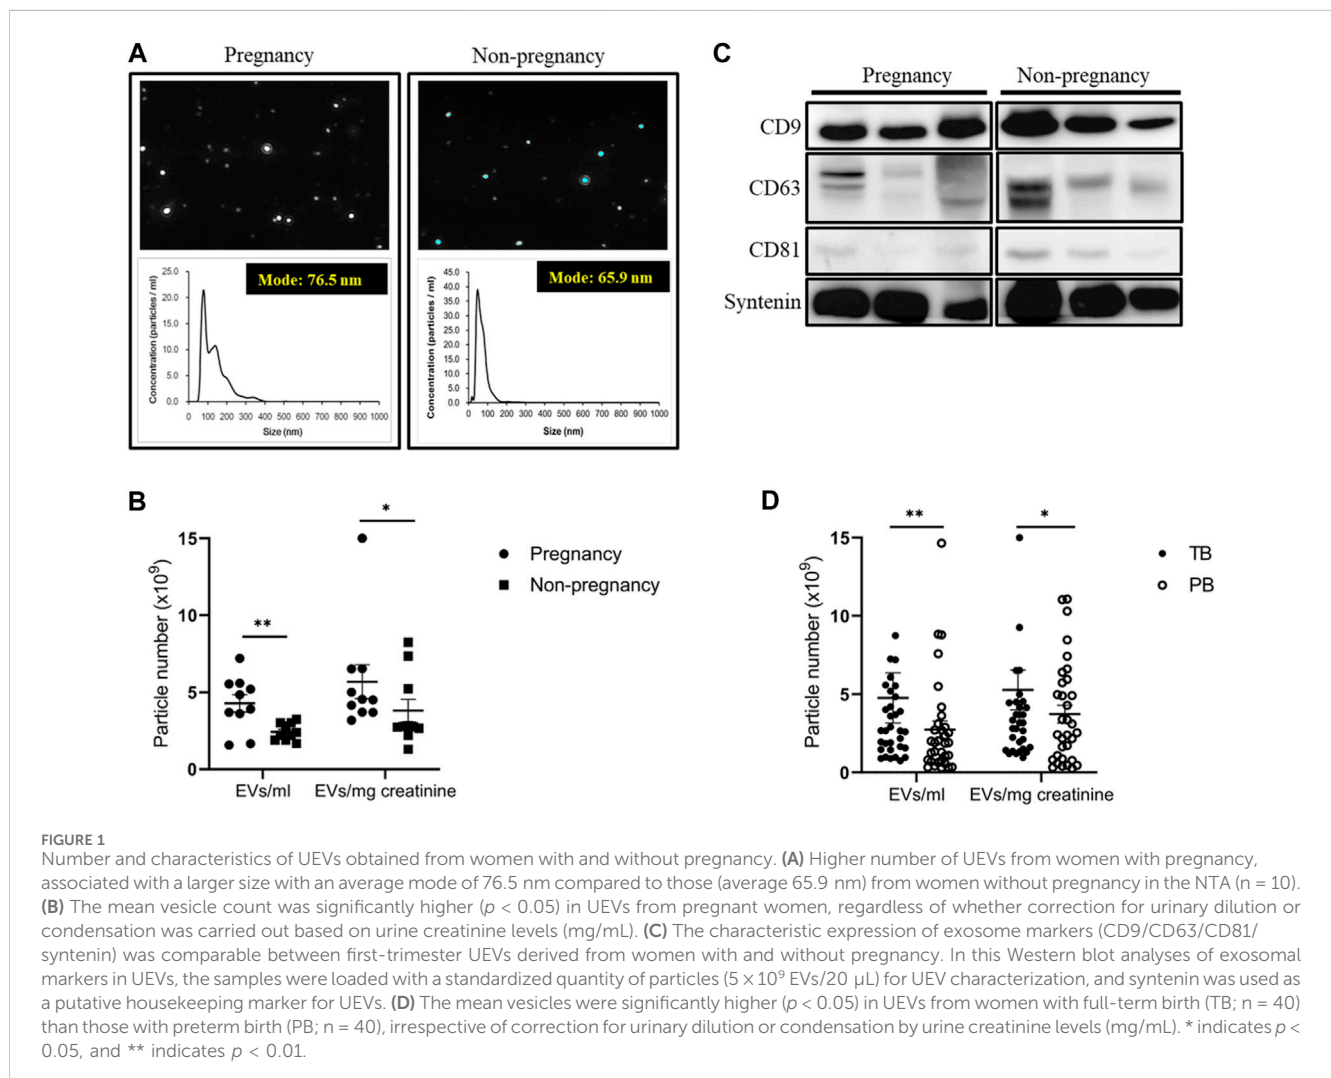 A
Pregnancy
Non-pregnancy
Mode: 76.5 nm
Concentration (particles / ml)
25.0
20.0
15.0
10.0
5.0
0.0
0 100 200 300 400 500 600 700 800 900 1000
Size (nm)
Mode: 65.9 nm
Concentration (particles / ml)
45.0
40.0
35.0
30.0
25.0
20.0
15.0
10.0
5.0
0.0
0 100 200 300 400 500 600 700 800 900 1000
Size (nm)
C
Pregnancy
Non-pregnancy
CD9
CD63
CD81
Syntenin
B
Particle number (x10⁹)
15
10
5
0
**
*
EVs/ml
EVs/mg creatinine
Pregnancy
Non-pregnancy
D
Particle number (x10⁹)
15
10
5
0
**
*
EVs/ml
EVs/mg creatinine
TB
PB
FIGURE 1
Number and characteristics of UEVs obtained from women with and without pregnancy. (A) Higher number of UEVs from women with pregnancy,
associated with a larger size with an average mode of 76.5 nm compared to those (average 65.9 nm) from women without pregnancy in the NTA (n = 10).
(B) The mean vesicle count was significantly higher (p < 0.05) in UEVs from pregnant women, regardless of whether correction for urinary dilution or
condensation was carried out based on urine creatinine levels (mg/mL). (C) The characteristic expression of exosome markers (CD9/CD63/CD81/
syntenin) was comparable between first-trimester UEVs derived from women with and without pregnancy. In this Western blot analyses of exosomal
markers in UEVs, the samples were loaded with a standardized quantity of particles (5 × 10⁹ EVs/20 μL) for UEV characterization, and syntenin was used as
a putative housekeeping marker for UEVs. (D) The mean vesicles were significantly higher (p < 0.05) in UEVs from women with full-term birth (TB; n = 40)
than those with preterm birth (PB; n = 40), irrespective of correction for urinary dilution or condensation by urine creatinine levels (mg/mL). * indicates p <
0.05, and ** indicates p < 0.01.